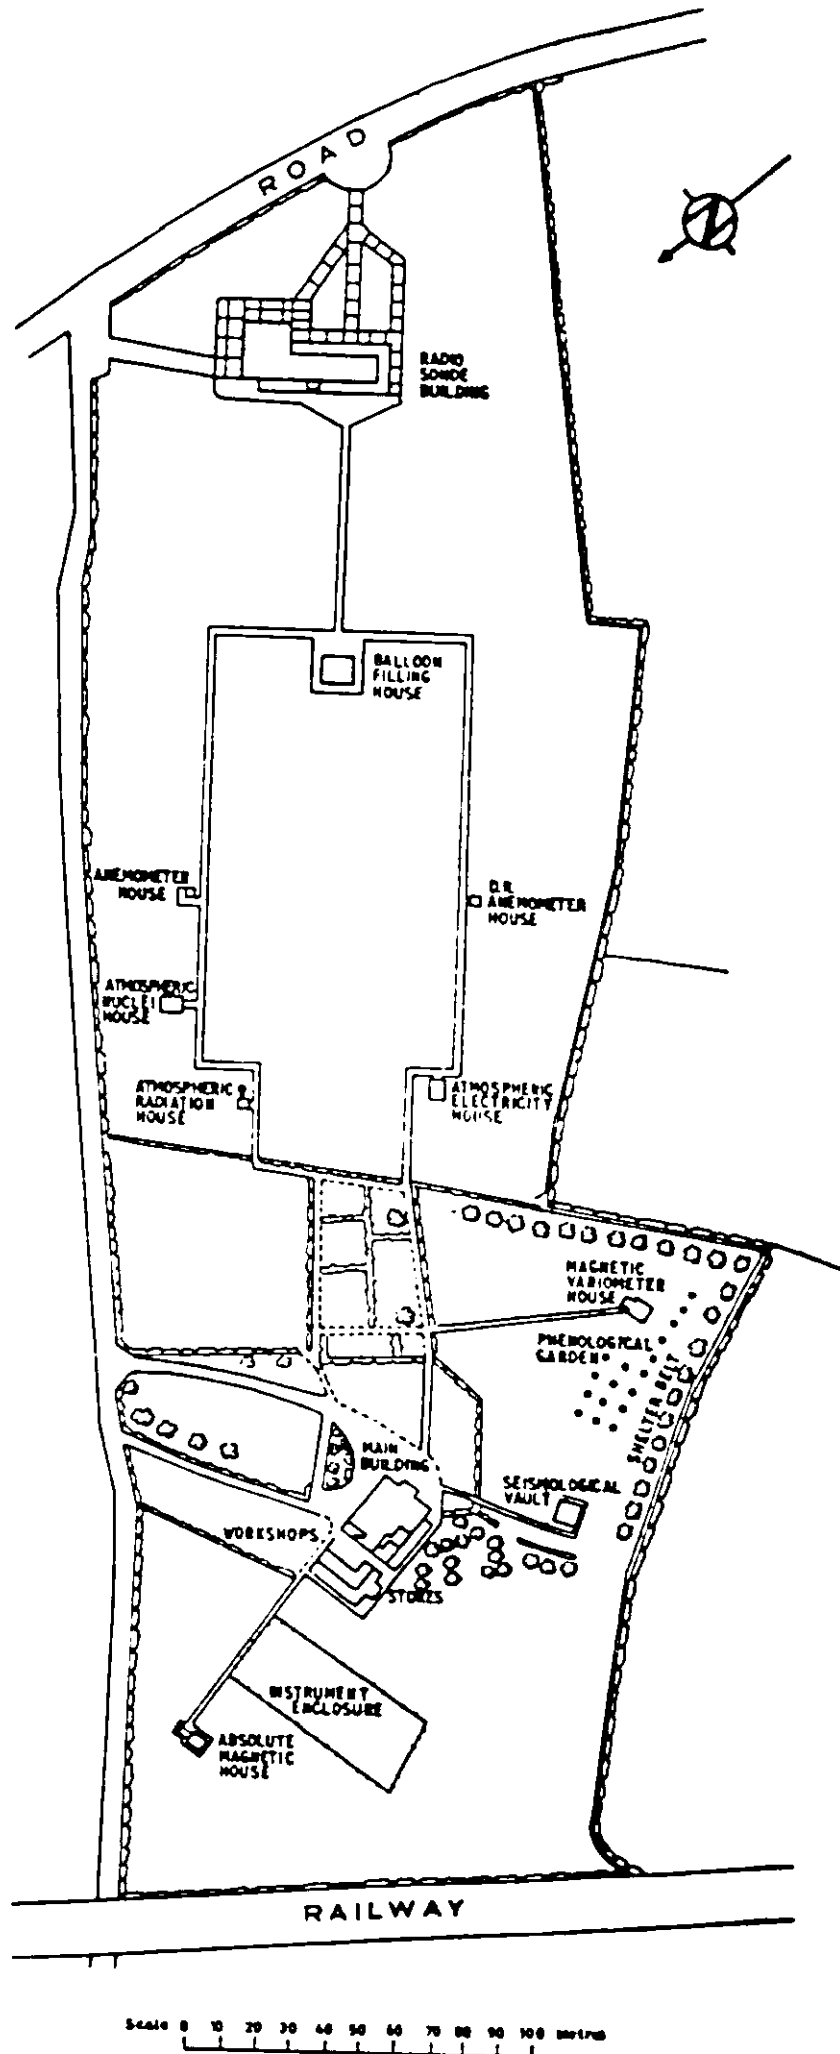 ROAD
N
RADIO
SONDE
BUILDING
BALLOON
FILLING
HOUSE
ANEMOMETER
HOUSE
D.R.
ANEMOMETER
HOUSE
ATMOSPHERIC
NUCLEI
HOUSE
ATMOSPHERIC
RADIATION
HOUSE
ATMOSPHERIC
ELECTRICITY
HOUSE
MAGNETIC
VARIOMETER
HOUSE
PHENOLOGICAL
GARDEN
SHELTER BELT
MAIN
BUILDING
SEISMOLOGICAL
VAULT
WORKSHOPS
STORES
INSTRUMENT
ENCLOSURE
ABSOLUTE
MAGNETIC
HOUSE
RAILWAY
Scale 0 10 20 30 40 50 60 70 80 90 100 metres